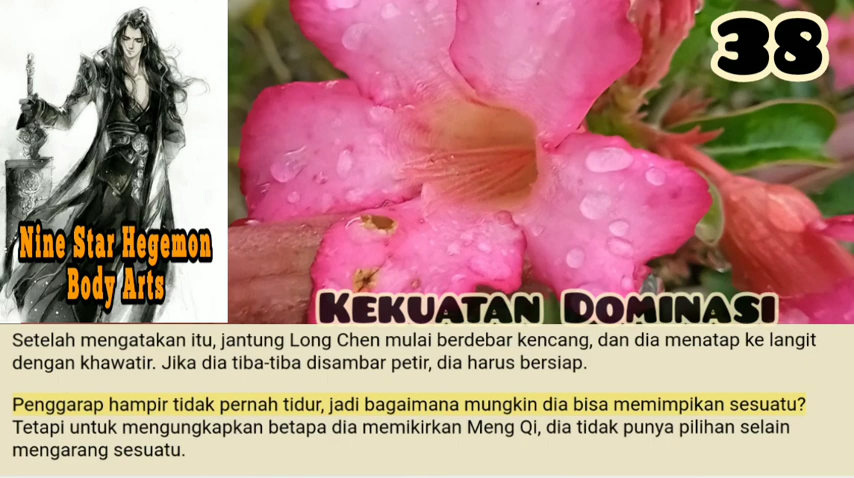 38
Nine Star Hegemon
Body Arts
Kekuatan Dominasi
Setelah mengatakan itu, jantung Long Chen mulai berdebar kencang, dan dia menatap ke langit
dengan khawatir. Jika dia tiba-tiba disambar petir, dia harus bersiap.
Penggarap hampir tidak pernah tidur, jadi bagaimana mungkin dia bisa memimpikan sesuatu?
Tetapi untuk mengungkapkan betapa dia memikirkan Meng Qi, dia tidak punya pilihan selain
mengarang sesuatu.